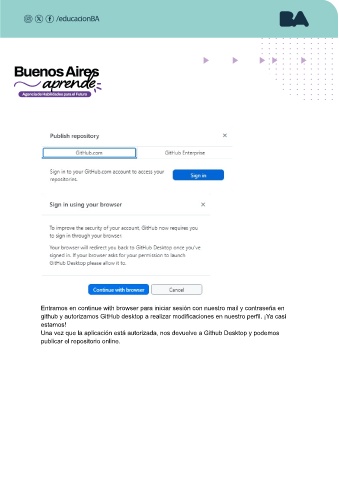 /educacionBA
BA
Buenos Aires
aprende
Agencia de Habilidades para el Futuro
Publish repository
GitHub.com
GitHub Enterprise
Sign in to your GitHub.com account to access your
repositories.
Sign in
Sign in using your browser
To improve the security of your account, GitHub now requires you
to sign in through your browser.
Your browser will redirect you back to GitHub Desktop once you've
signed in. If your browser asks for your permission to launch
GitHub Desktop please allow it to.
Continue with browser
Cancel
Entramos en continue with browser para iniciar sesión con nuestro mail y contraseña en
github y autorizamos GitHub desktop a realizar modificaciones en nuestro perfil. ¡Ya casi
estamos!
Una vez que la aplicación está autorizada, nos devuelve a Github Desktop y podemos
publicar el repositorio online.